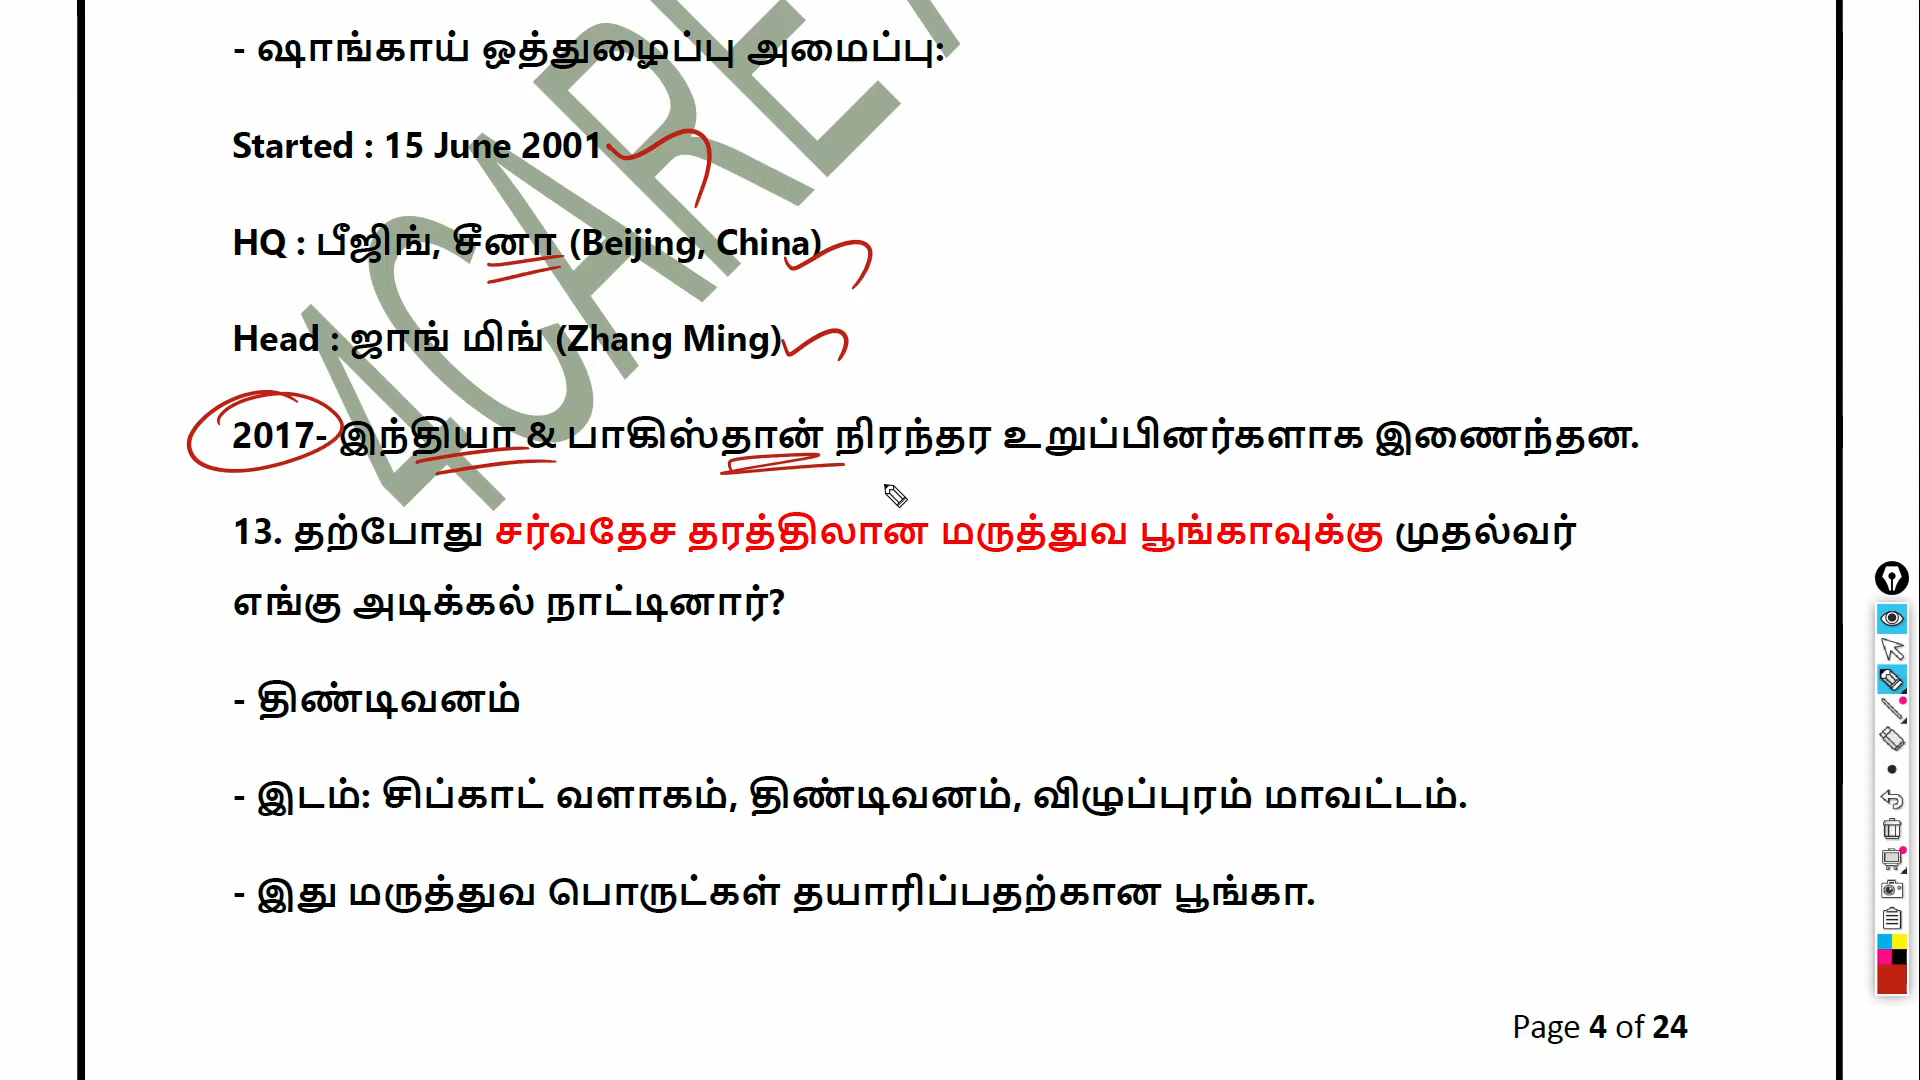 - ஷாங்காய் ஒத்துழைப்பு அமைப்பு:
Started : 15 June 2001
HQ : பீஜிங், சீனா (Beijing, China)
Head : ஜாங் மிங் (Zhang Ming)
2017- இந்தியா & பாகிஸ்தான் நிரந்தர உறுப்பினர்களாக இணைந்தன.
13. தற்போது சர்வதேச தரத்திலான மருத்துவ பூங்காவுக்கு முதல்வர்
எங்கு அடிக்கல் நாட்டினார்?
- திண்டிவனம்
- இடம்: சிப்காட் வளாகம், திண்டிவனம், விழுப்புரம் மாவட்டம்.
- இது மருத்துவ பொருட்கள் தயாரிப்பதற்கான பூங்கா.
Page 4 of 24